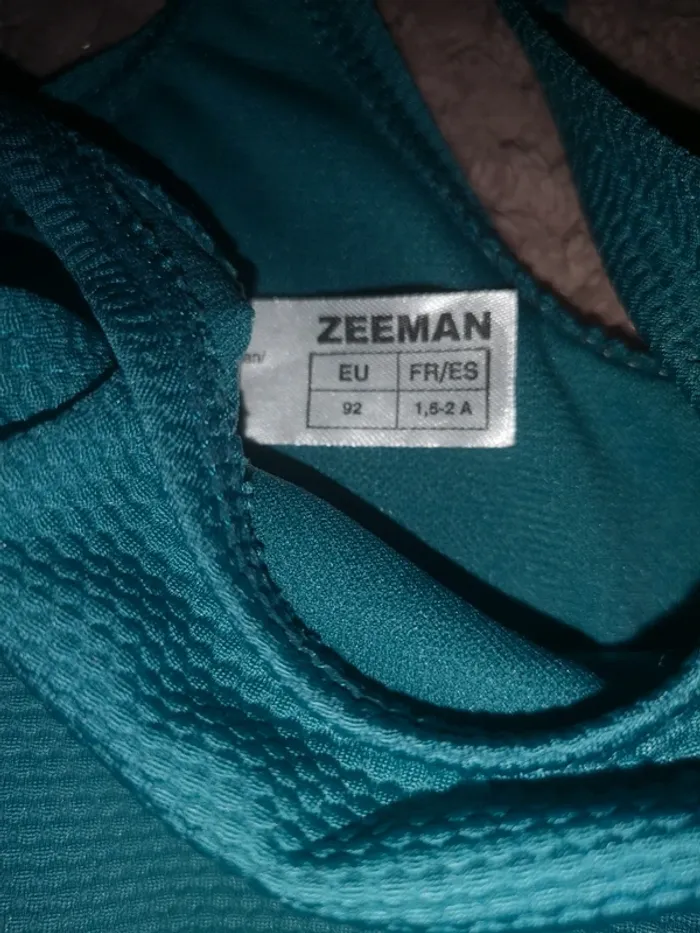 ZEEMAN
EU FR/ES
92 1,5-2 A